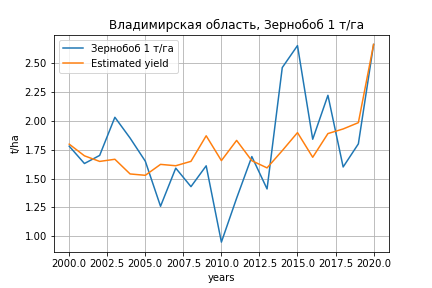 Владимирская область, Зернобоб 1 т/га
Зернобоб 1 т/га
Estimated yield
t/ha
2.50
2.25
2.00
1.75
1.50
1.25
1.00
2000.0 2002.5 2005.0 2007.5 2010.0 2012.5 2015.0 2017.5 2020.0
years